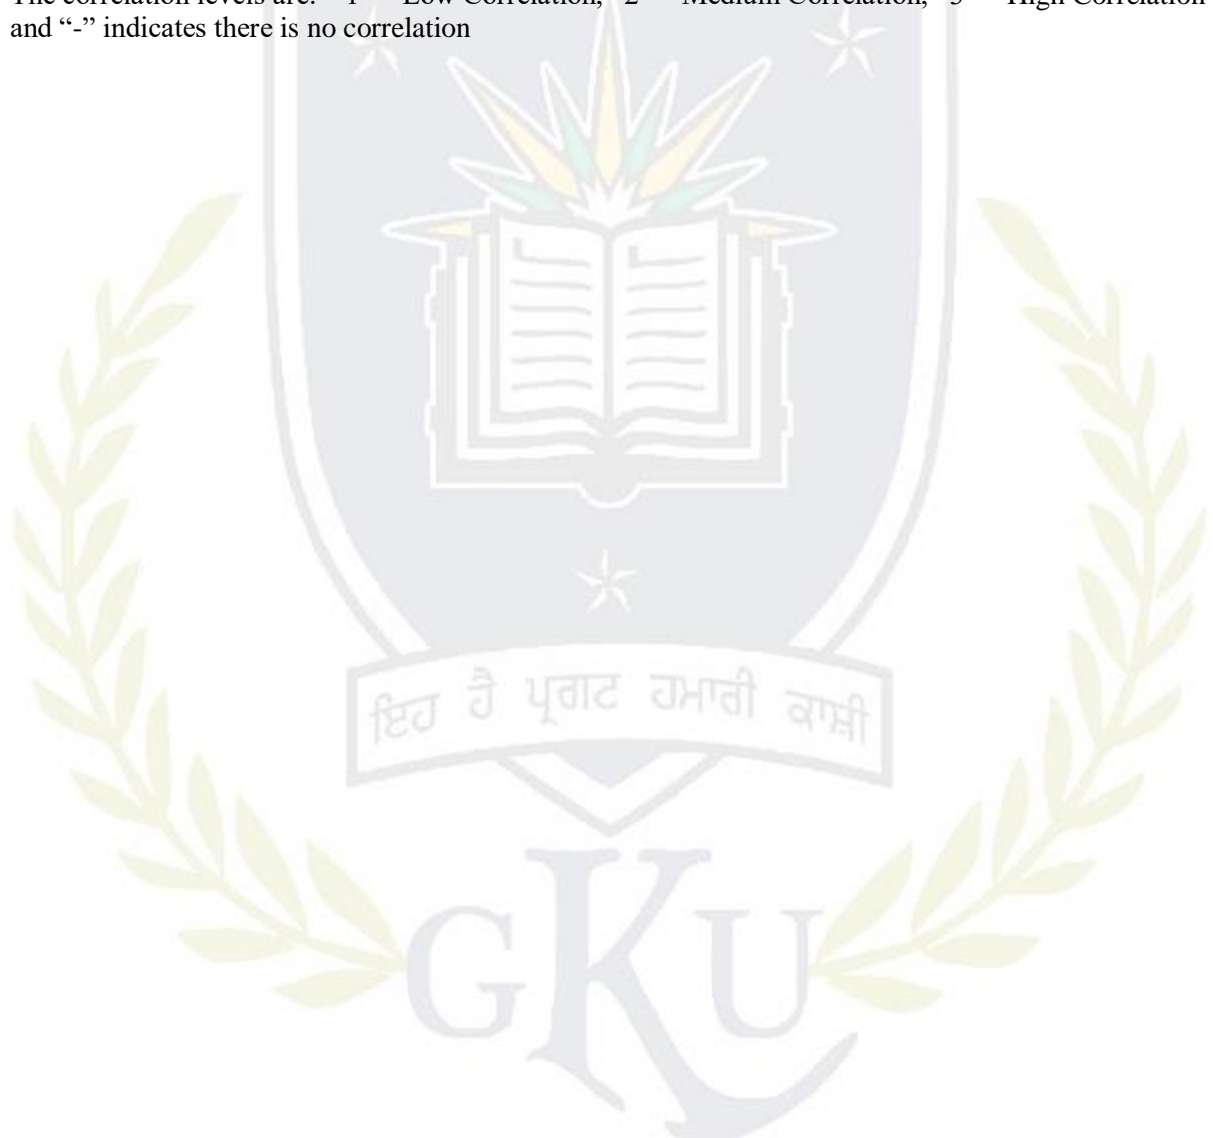 The correlation levels are: “1” – Low Correlation, “2” – Medium Correlation, “3” – High Correlation
and “-” indicates there is no correlation
ਇਹ ਹੈ ਪ੍ਰਗਟ ਹਮਾਰੀ ਕਾਸ਼ੀ
GKU